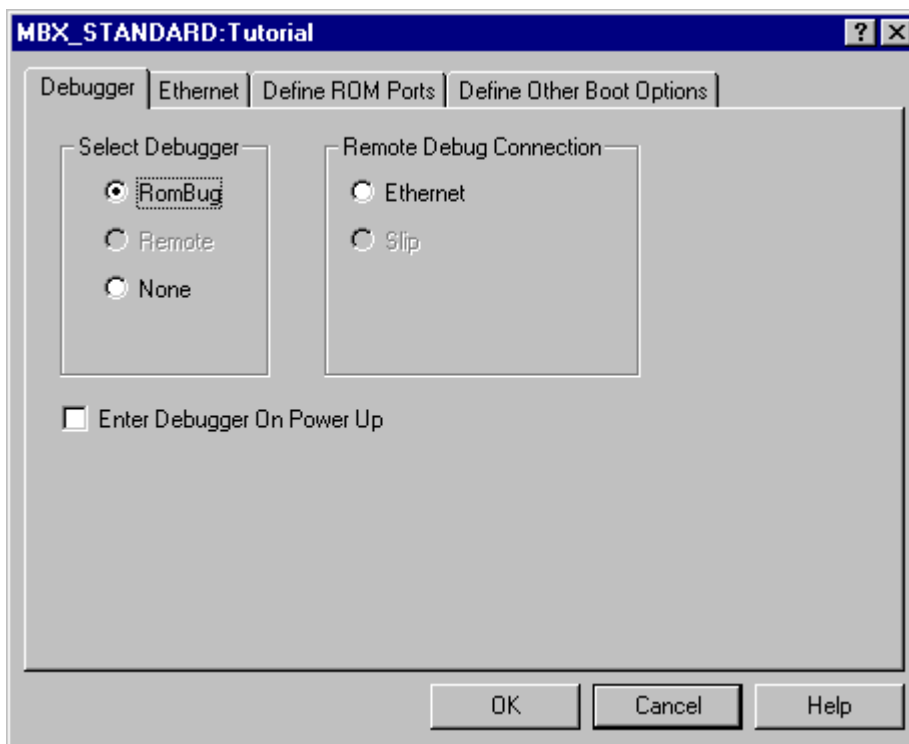 MBX_STANDARD:Tutorial
Debugger Ethernet Define ROM Ports Define Other Boot Options
Select Debugger Remote Debug Connection
RomBug Ethernet
Remote Slip
None
Enter Debugger On Power Up
OK Cancel Help